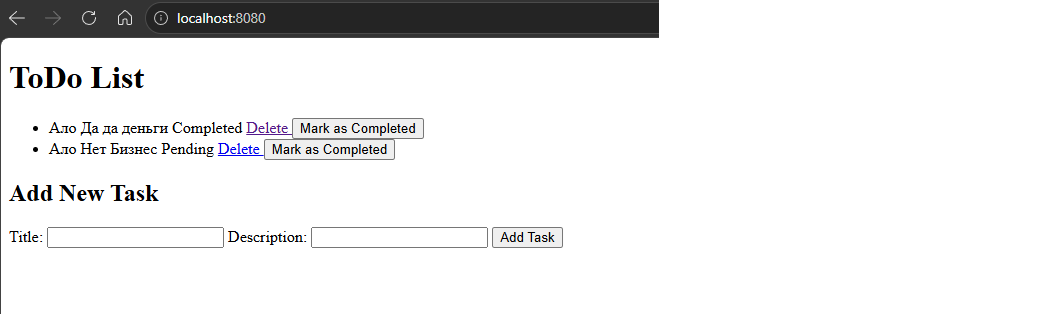 localhost:8080
ToDo List
Ало Да да деньги Completed Delete Mark as Completed
Ало Нет Бизнес Pending Delete Mark as Completed
Add New Task
Title: Description: Add Task